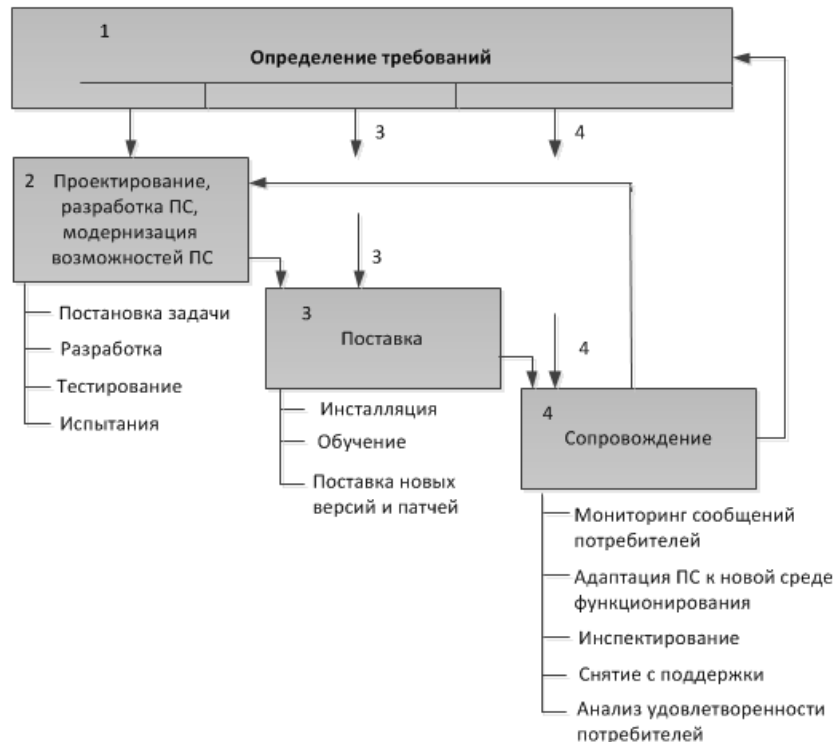 1
Определение требований
3
4
2
Проектирование,
разработка ПС,
модернизация
возможностей ПС
3
Постановка задачи
Разработка
Тестирование
Испытания
3
Поставка
4
Инсталляция
Обучение
Поставка новых
версий и патчей
4
Сопровождение
Мониторинг сообщений
потребителей
Адаптация ПС к новой среде
функционирования
Инспектирование
Снятие с поддержки
Анализ удовлетворенности
потребителей